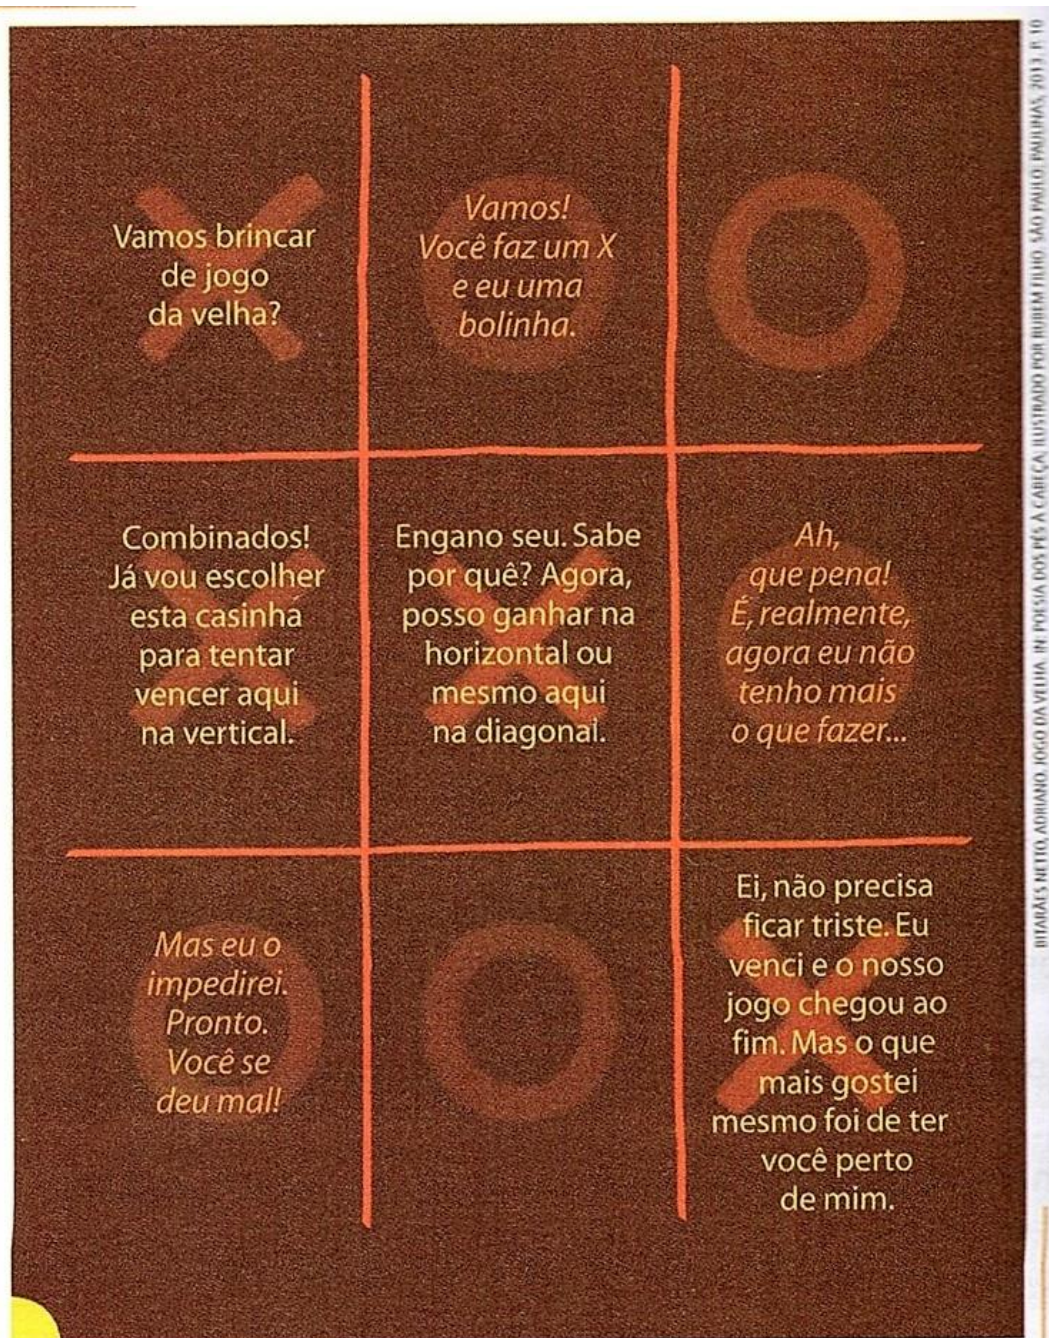 Vamos brincar
de jogo
da velha?
Vamos!
Você faz um X
e eu uma
bolinha.
Combinados!
Já vou escolher
esta casinha
para tentar
vencer aqui
na vertical.
Engano seu. Sabe
por quê? Agora,
posso ganhar na
horizontal ou
mesmo aqui
na diagonal.
Ah,
que pena!
É, realmente,
agora eu não
tenho mais
o que fazer...
Mas eu o
impedirei.
Pronto.
Você se
deu mal!
Ei, não precisa
ficar triste. Eu
venci e o nosso
jogo chegou ao
fim. Mas o que
mais gostei
mesmo foi de ter
você perto
de mim.
BITARÃES NETTO, ADRIANO. JOGO DA VELHA. IN: POESIA DOS PÉS À CABEÇA; ILUSTRADO POR RUBEM FILHO. SÃO PAULO: PAULINAS, 2013. P. 10